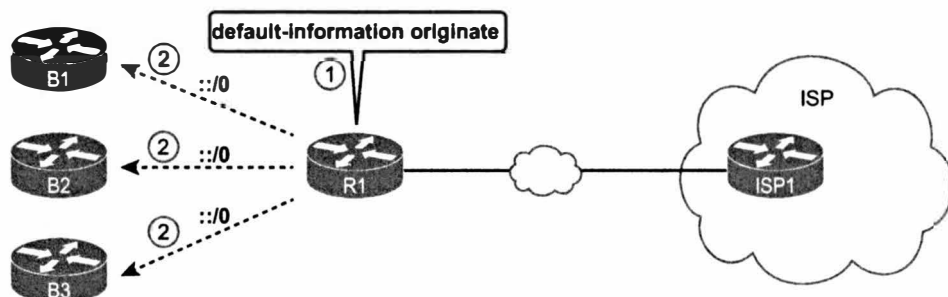 default-information originate
1
ISP
B1
2
::/0
B2
2
::/0
R1
ISP1
::/0
2
B3